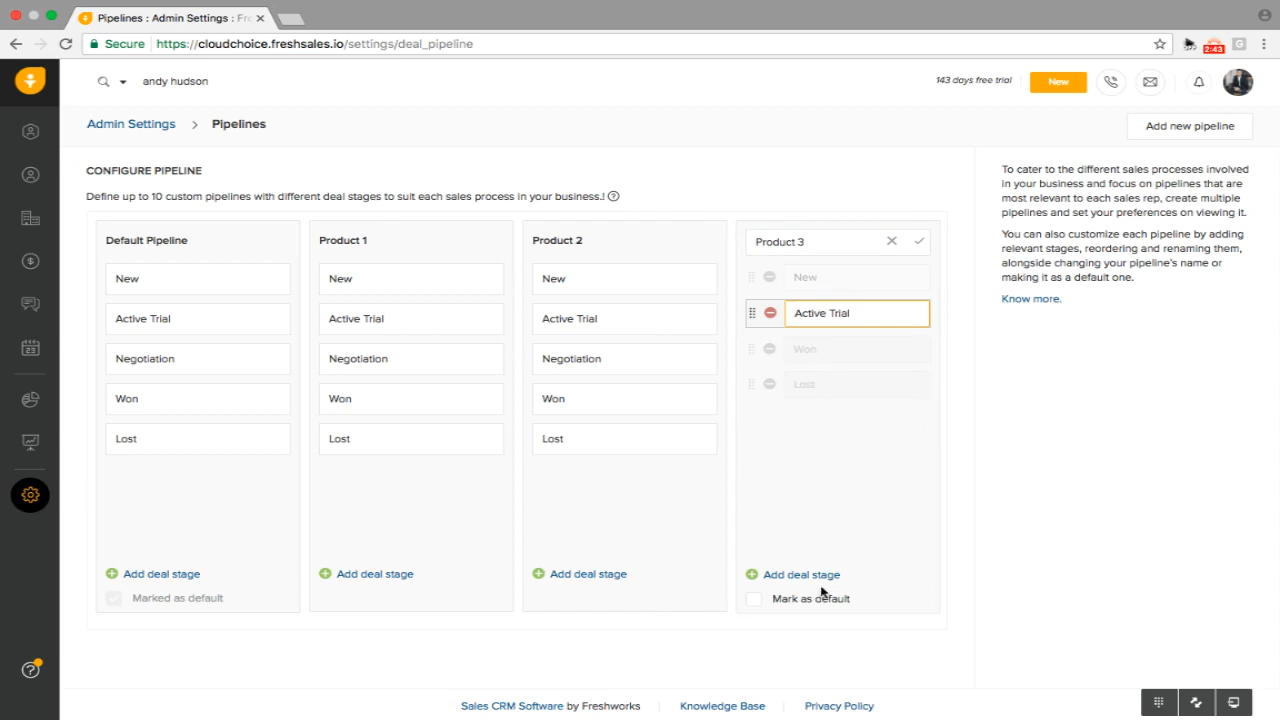 Pipelines : Admin Settings : Fre
Secure https://cloudchoice.freshsales.io/settings/deal_pipeline
2:43
G
andy hudson
143 days free trial
New
Admin Settings > Pipelines
Add new pipeline
CONFIGURE PIPELINE
Define up to 10 custom pipelines with different deal stages to suit each sales process in your business.!
Default Pipeline
New
Active Trial
Negotiation
Won
Lost
Add deal stage
Marked as default
Product 1
New
Active Trial
Negotiation
Won
Lost
Add deal stage
Product 2
New
Active Trial
Negotiation
Won
Lost
Add deal stage
Product 3
New
Active Trial
Won
Lost
Add deal stage
Mark as default
To cater to the different sales processes involved
in your business and focus on pipelines that are
most relevant to each sales rep, create multiple
pipelines and set your preferences on viewing it.
You can also customize each pipeline by adding
relevant stages, reordering and renaming them,
alongside changing your pipeline's name or
making it as a default one.
Know more.
23
Sales CRM Software by Freshworks
Knowledge Base
Privacy Policy